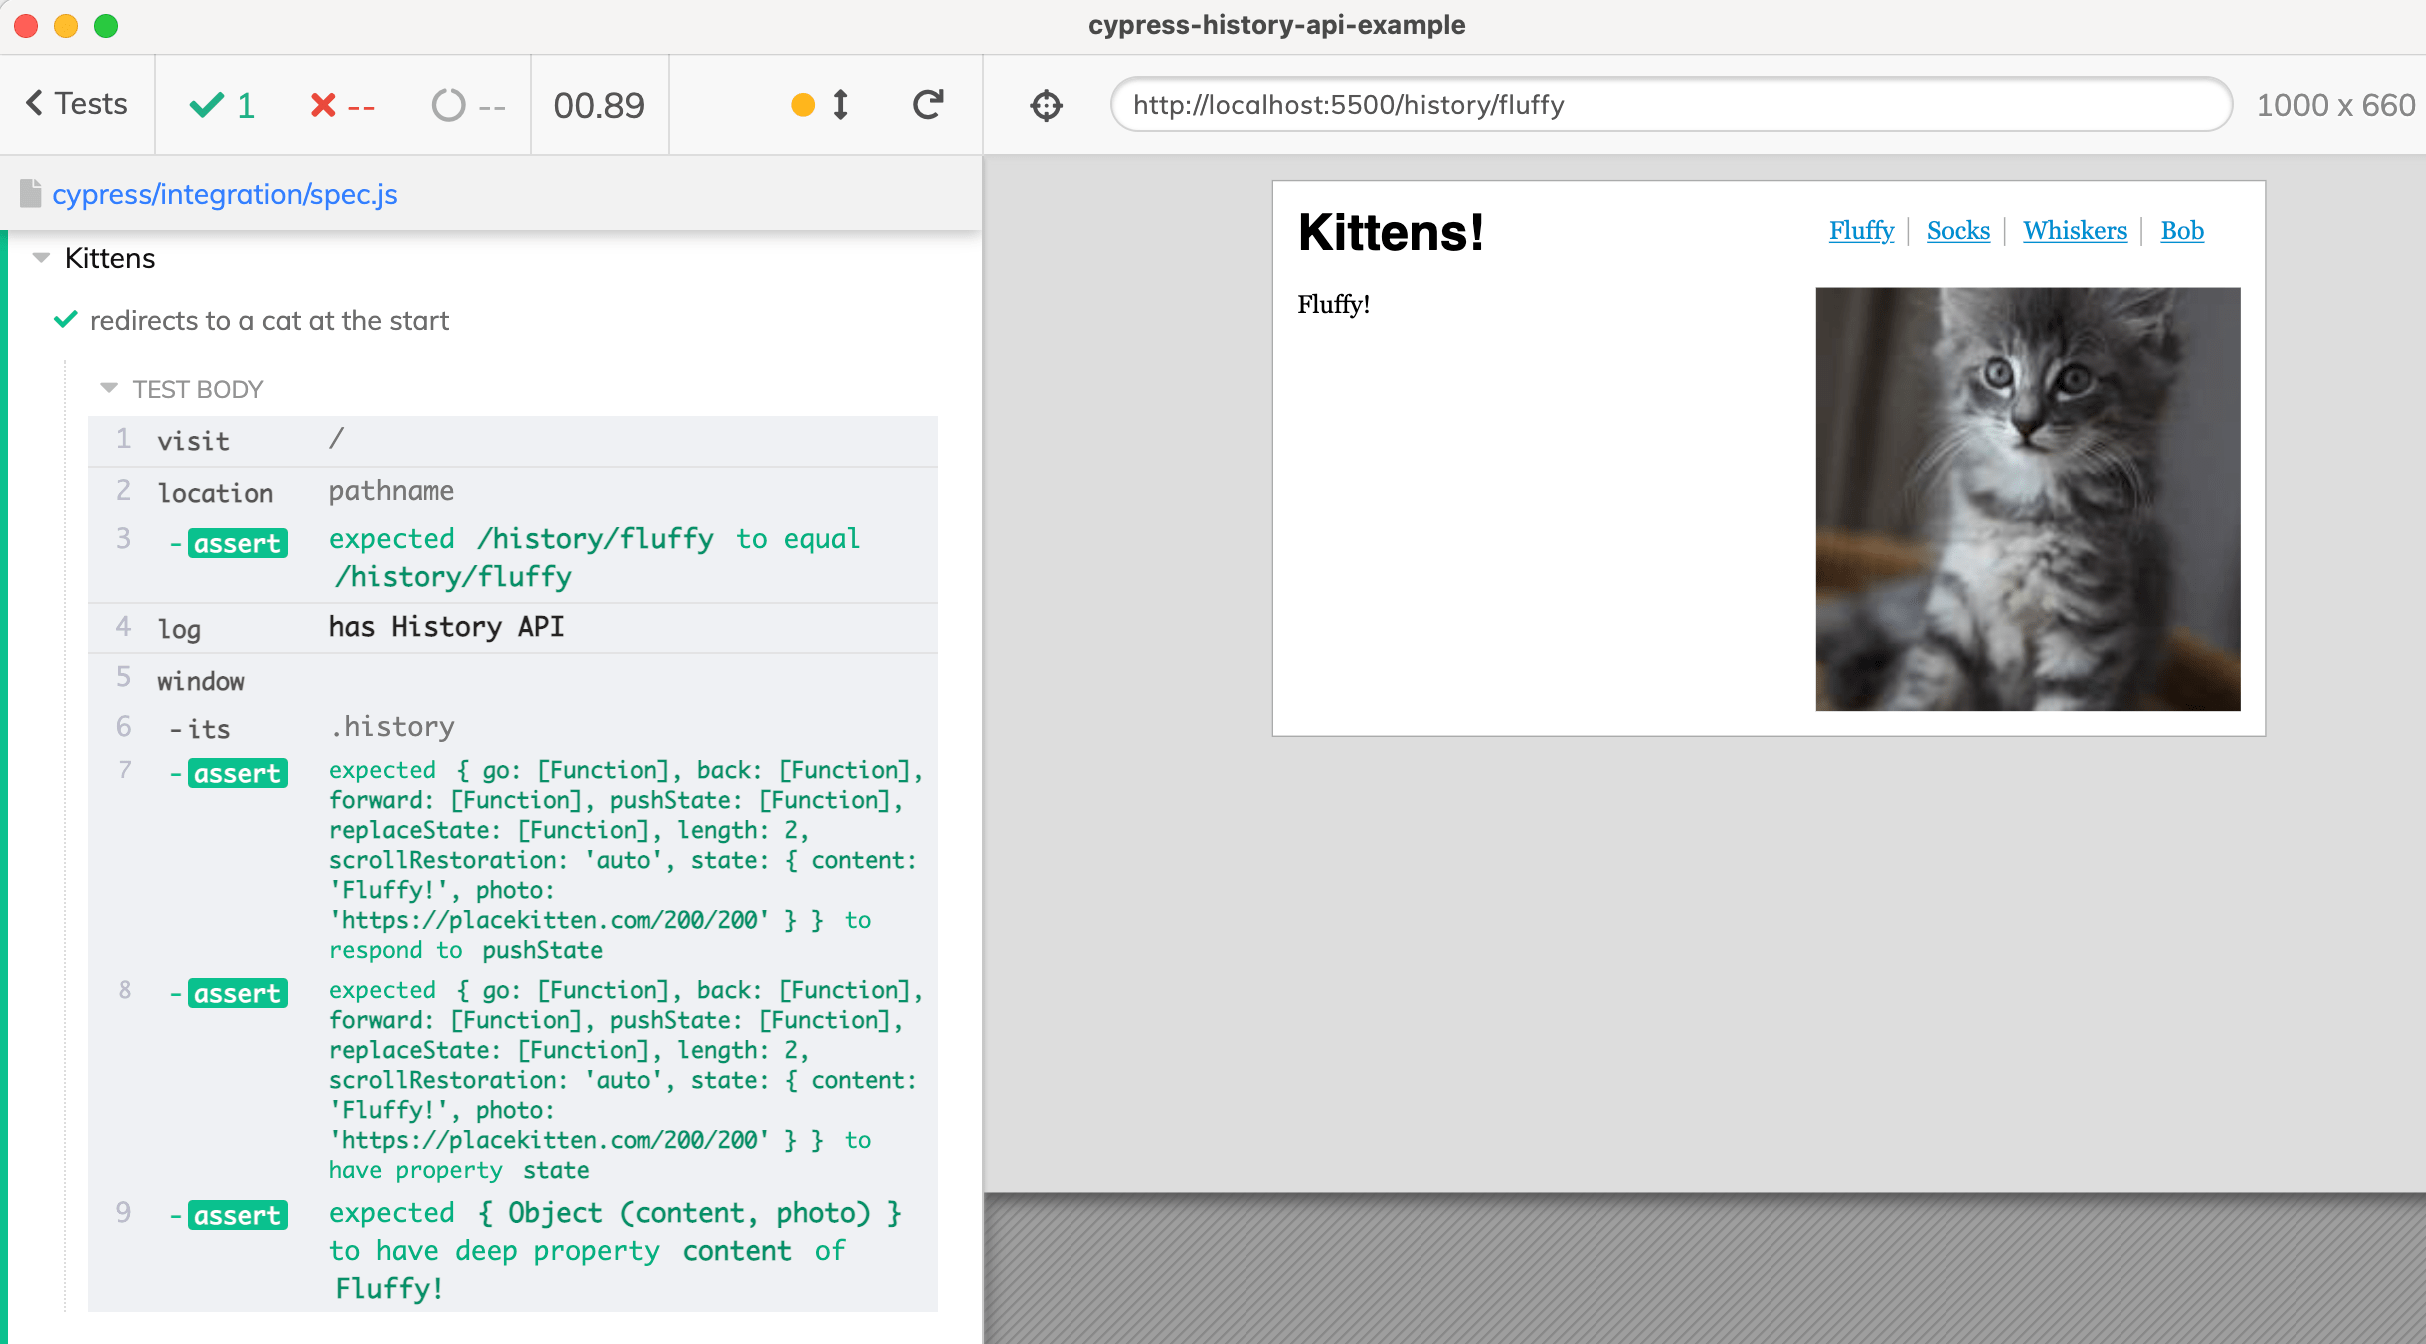 cypress-history-api-example
Tests 1 -- -- 00.89
http://localhost:5500/history/fluffy 1000 x 660
cypress/integration/spec.js
Kittens
redirects to a cat at the start
TEST BODY
1 visit /
2 location pathname
3 -assert expected /history/fluffy to equal
/history/fluffy
4 log has History API
5 window
6 -its .history
7 -assert expected { go: [Function], back: [Function],
forward: [Function], pushState: [Function],
replaceState: [Function], length: 2,
scrollRestoration: 'auto', state: { content:
'Fluffy!', photo:
'https://placekitten.com/200/200' } } to
respond to pushState
8 -assert expected { go: [Function], back: [Function],
forward: [Function], pushState: [Function],
replaceState: [Function], length: 2,
scrollRestoration: 'auto', state: { content:
'Fluffy!', photo:
'https://placekitten.com/200/200' } } to
have property state
9 -assert expected { Object (content, photo) }
to have deep property content of
Fluffy!
Kittens!
Fluffy | Socks | Whiskers | Bob
Fluffy!